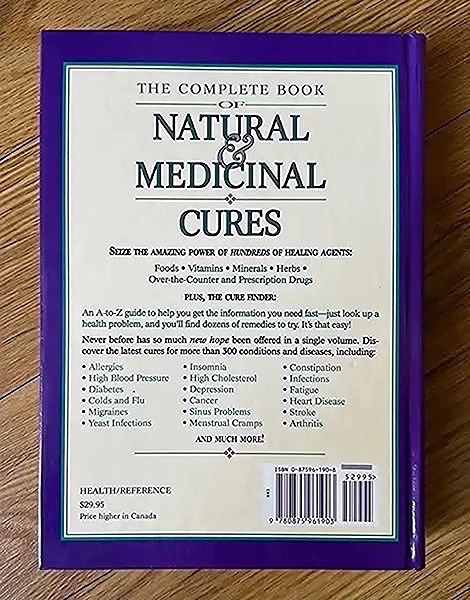 THE COMPLETE BOOK
OF
NATURAL
&
MEDICINAL
CURES
SEIZE THE AMAZING POWER OF HUNDREDS OF HEALING AGENTS:
Foods • Vitamins • Minerals • Herbs •
Over-the-Counter and Prescription Drugs
PLUS, THE CURE FINDER:
An A-to-Z guide to help you get the information you need fast—just look up a
health problem, and you'll find dozens of remedies to try. It's that easy!
Never before has so much new hope been offered in a single volume. Dis-
cover the latest cures for more than 300 conditions and diseases, including:
• Allergies
• High Blood Pressure
• Diabetes
• Colds and Flu
• Migraines
• Yeast Infections
• Insomnia
• High Cholesterol
• Depression
• Cancer
• Sinus Problems
• Menstrual Cramps
• Constipation
• Infections
• Fatigue
• Heart Disease
• Stroke
• Arthritis
AND MUCH MORE!
HEALTH/REFERENCE
$29.95
Price higher in Canada
ISBN 0-87596-190-8
52995>
9 780875 961903